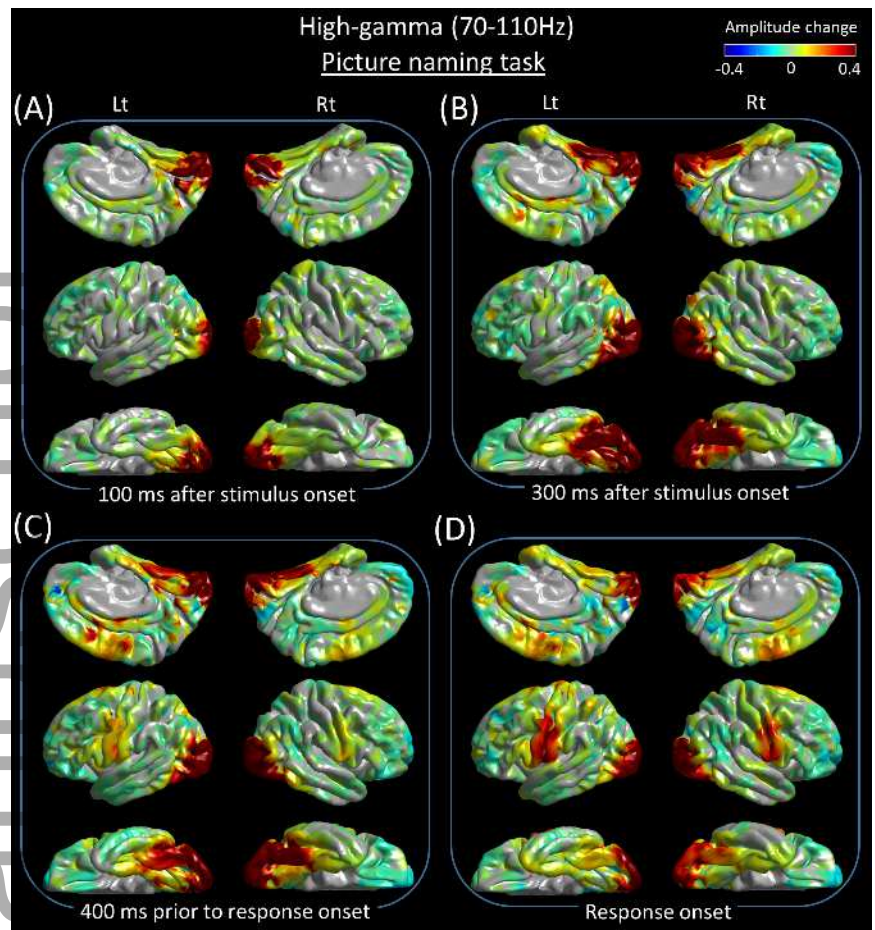 High-gamma (70-110Hz)
Picture naming task
Amplitude change
-0.4 0 0.4
(A) Lt Rt
(B) Lt Rt
100 ms after stimulus onset
300 ms after stimulus onset
(C)
(D)
400 ms prior to response onset
Response onset